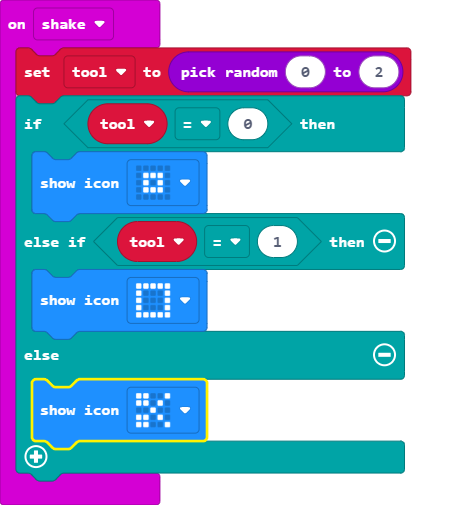 on shake
set tool to pick random 0 to 2
if tool = 0 then
show icon
else if tool = 1 then
show icon
else
show icon